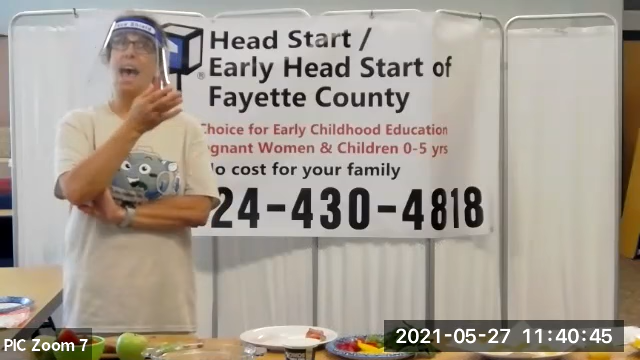 Head Start /
Early Head Start of
Fayette County
Choice for Early Childhood Education
Women & Children 0-5 yrs
cost for your family
24-430-4818
2021-05-27 11:40:45
PIC Zoom 7